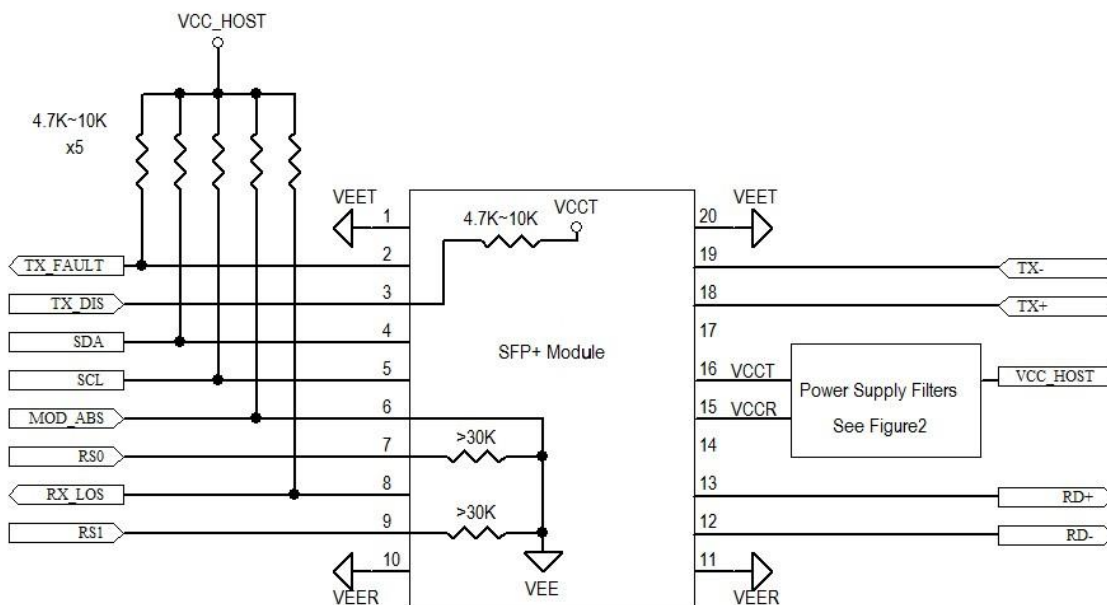 VCC_HOST
4.7K~10K
x5
VEET
1
4.7K~10K
VCCT
20
VEET
TX_FAULT
2
19
TX-
TX_DIS
3
18
TX+
SDA
4
17
SFP+ Module
SCL
5
16
VCCT
Power Supply Filters
See Figure2
VCC_HOST
MOD_ABS
6
15
VCCR
RS0
7
>30K
14
RX_LOS
8
13
RD+
RS1
9
>30K
12
RD-
10
VEER
VEE
11
VEER